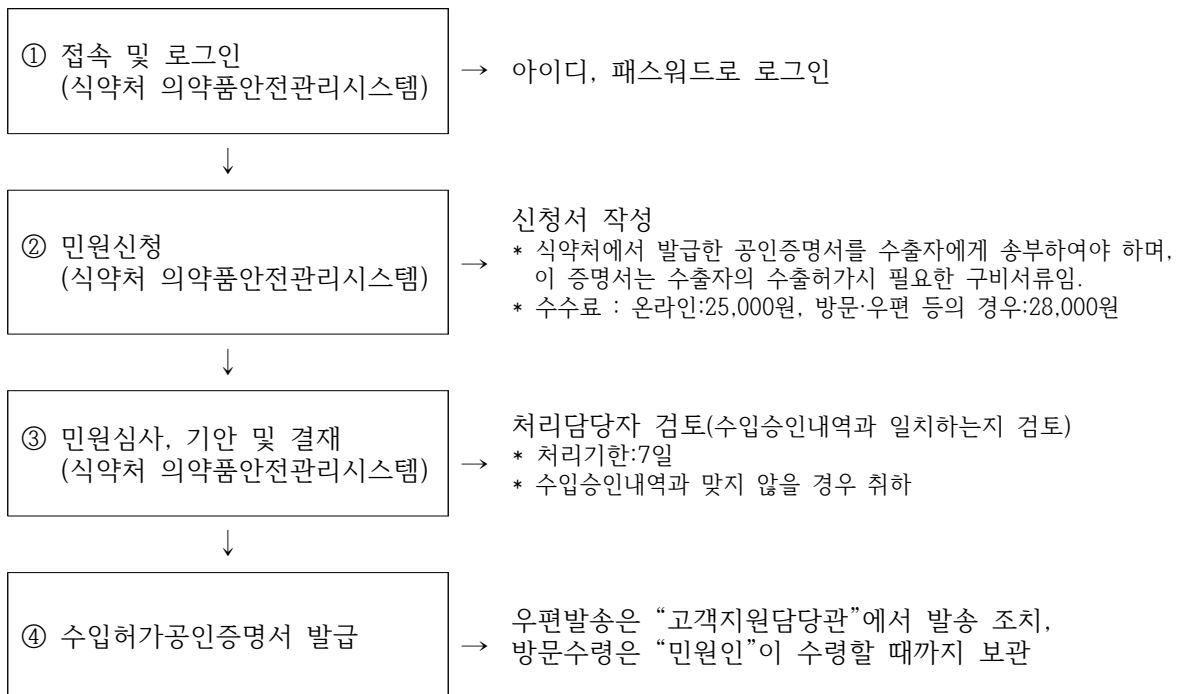 ① 접속 및 로그인
(식약처 의약품안전관리시스템)
→ 아이디, 패스워드로 로그인
↓
② 민원신청
(식약처 의약품안전관리시스템)
→ 신청서 작성
* 식약처에서 발급한 공인증명서를 수출자에게 송부하여야 하며,
이 증명서는 수출자의 수출허가시 필요한 구비서류임.
* 수수료 : 온라인:25,000원, 방문·우편 등의 경우:28,000원
↓
③ 민원심사, 기안 및 결재
(식약처 의약품안전관리시스템)
→ 처리담당자 검토(수입승인내역과 일치하는지 검토)
* 처리기한:7일
* 수입승인내역과 맞지 않을 경우 취하
↓
④ 수입허가공인증명서 발급
→ 우편발송은 “고객지원담당관”에서 발송 조치,
방문수령은 “민원인”이 수령할 때까지 보관